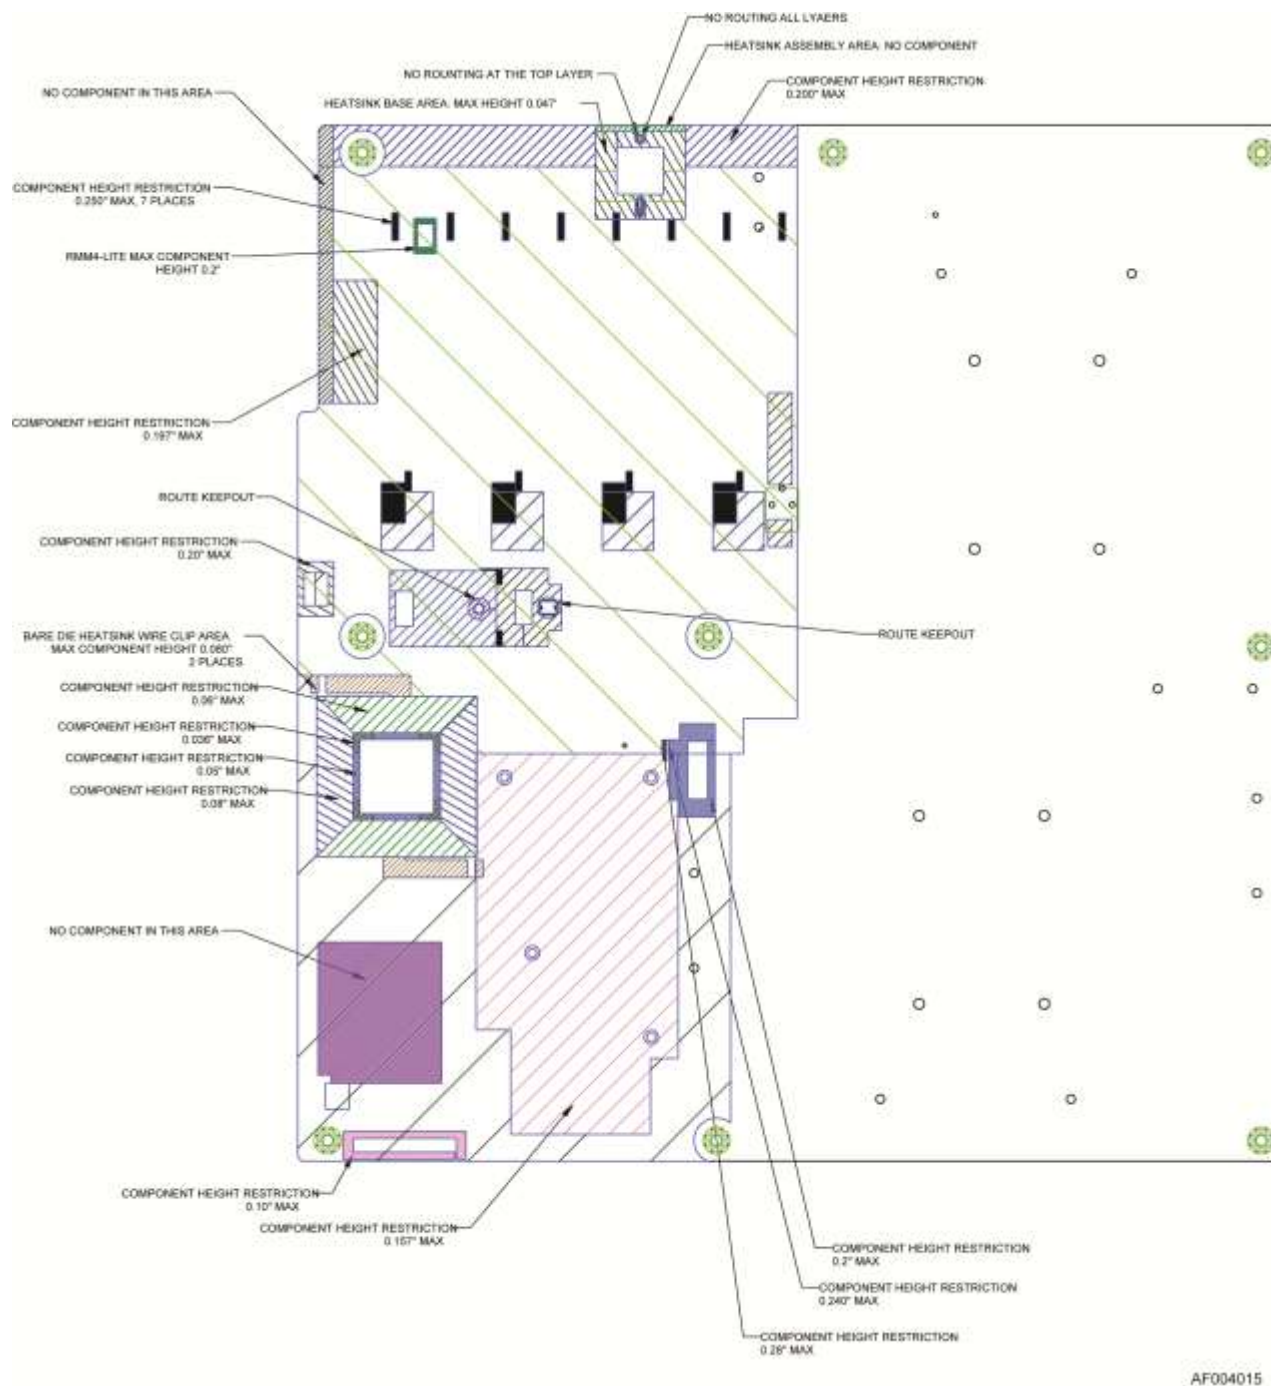 NO ROUTING ALL LYAERS
HEATSINK ASSEMBLY AREA. NO COMPONENT
NO ROUNTING AT THE TOP LAYER
COMPONENT HEIGHT RESTRICTION
0.200" MAX
NO COMPONENT IN THIS AREA
HEATSINK BASE AREA. MAX HEIGHT 0.047"
COMPONENT HEIGHT RESTRICTION
0.250" MAX, 7 PLACES
RMM4-LITE MAX COMPONENT
HEIGHT 0.2"
COMPONENT HEIGHT RESTRICTION
0.197" MAX
ROUTE KEEPOUT
COMPONENT HEIGHT RESTRICTION
0.20" MAX
BARE DIE HEATSINK WIRE CLIP AREA
MAX COMPONENT HEIGHT 0.060"
2 PLACES
ROUTE KEEPOUT
COMPONENT HEIGHT RESTRICTION
0.06" MAX
COMPONENT HEIGHT RESTRICTION
0.036" MAX
COMPONENT HEIGHT RESTRICTION
0.05" MAX
COMPONENT HEIGHT RESTRICTION
0.08" MAX
NO COMPONENT IN THIS AREA
COMPONENT HEIGHT RESTRICTION
0.10" MAX
COMPONENT HEIGHT RESTRICTION
0.157" MAX
COMPONENT HEIGHT RESTRICTION
0.2" MAX
COMPONENT HEIGHT RESTRICTION
0.240" MAX
COMPONENT HEIGHT RESTRICTION
0.28" MAX
AF004015